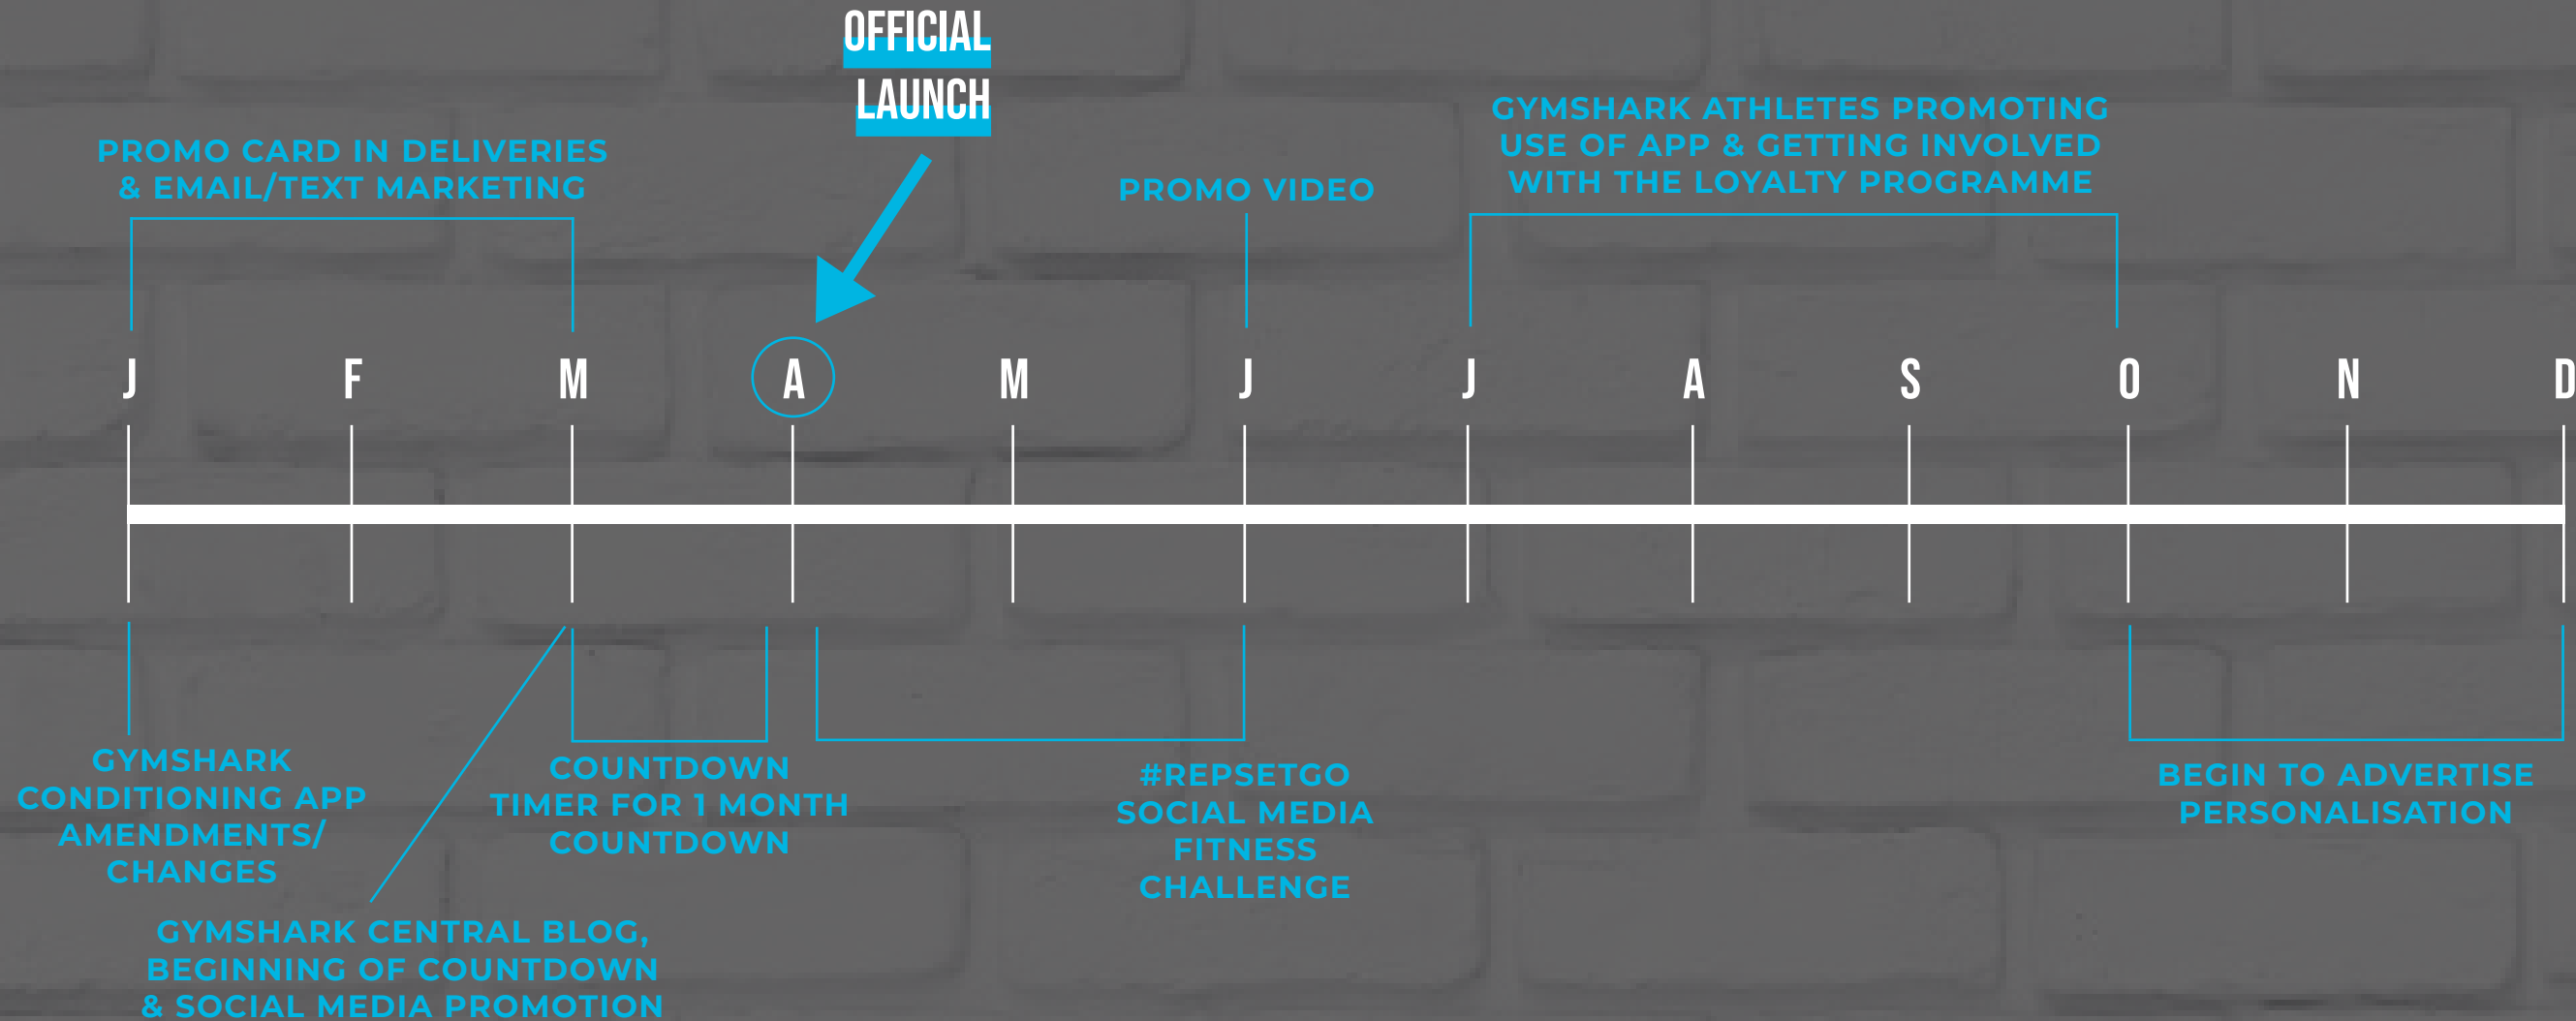 OFFICIAL
LAUNCH
PROMO CARD IN DELIVERIES
& EMAIL/TEXT MARKETING
PROMO VIDEO
GYMSHARK ATHLETES PROMOTING
USE OF APP & GETTING INVOLVED
WITH THE LOYALTY PROGRAMME
J F M A M J J A S O N D
GYMSHARK
CONDITIONING APP
AMENDMENTS/
CHANGES
GYMSHARK CENTRAL BLOG,
BEGINNING OF COUNTDOWN
& SOCIAL MEDIA PROMOTION
COUNTDOWN
TIMER FOR 1 MONTH
COUNTDOWN
#REPSETGO
SOCIAL MEDIA
FITNESS
CHALLENGE
BEGIN TO ADVERTISE
PERSONALISATION